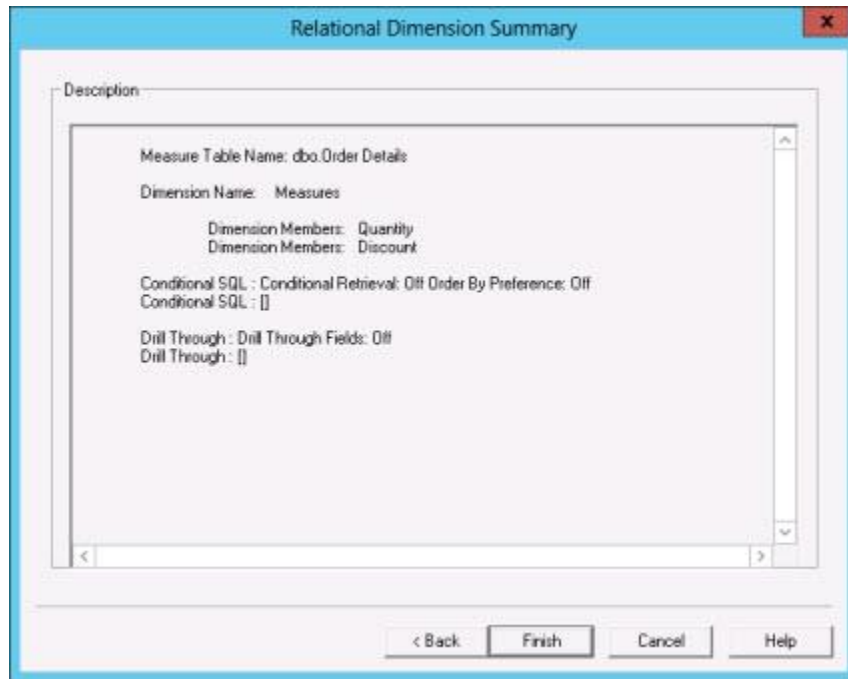 Relational Dimension Summary
x
Description
Measure Table Name: dbo.Order Details
Dimension Name: Measures
Dimension Members: Quantity
Dimension Members: Discount
Conditional SQL : Conditional Retrieval: Off Order By Preference: Off
Conditional SQL : []
Drill Through : Drill Through Fields: Off
Drill Through : []
< Back Finish Cancel Help